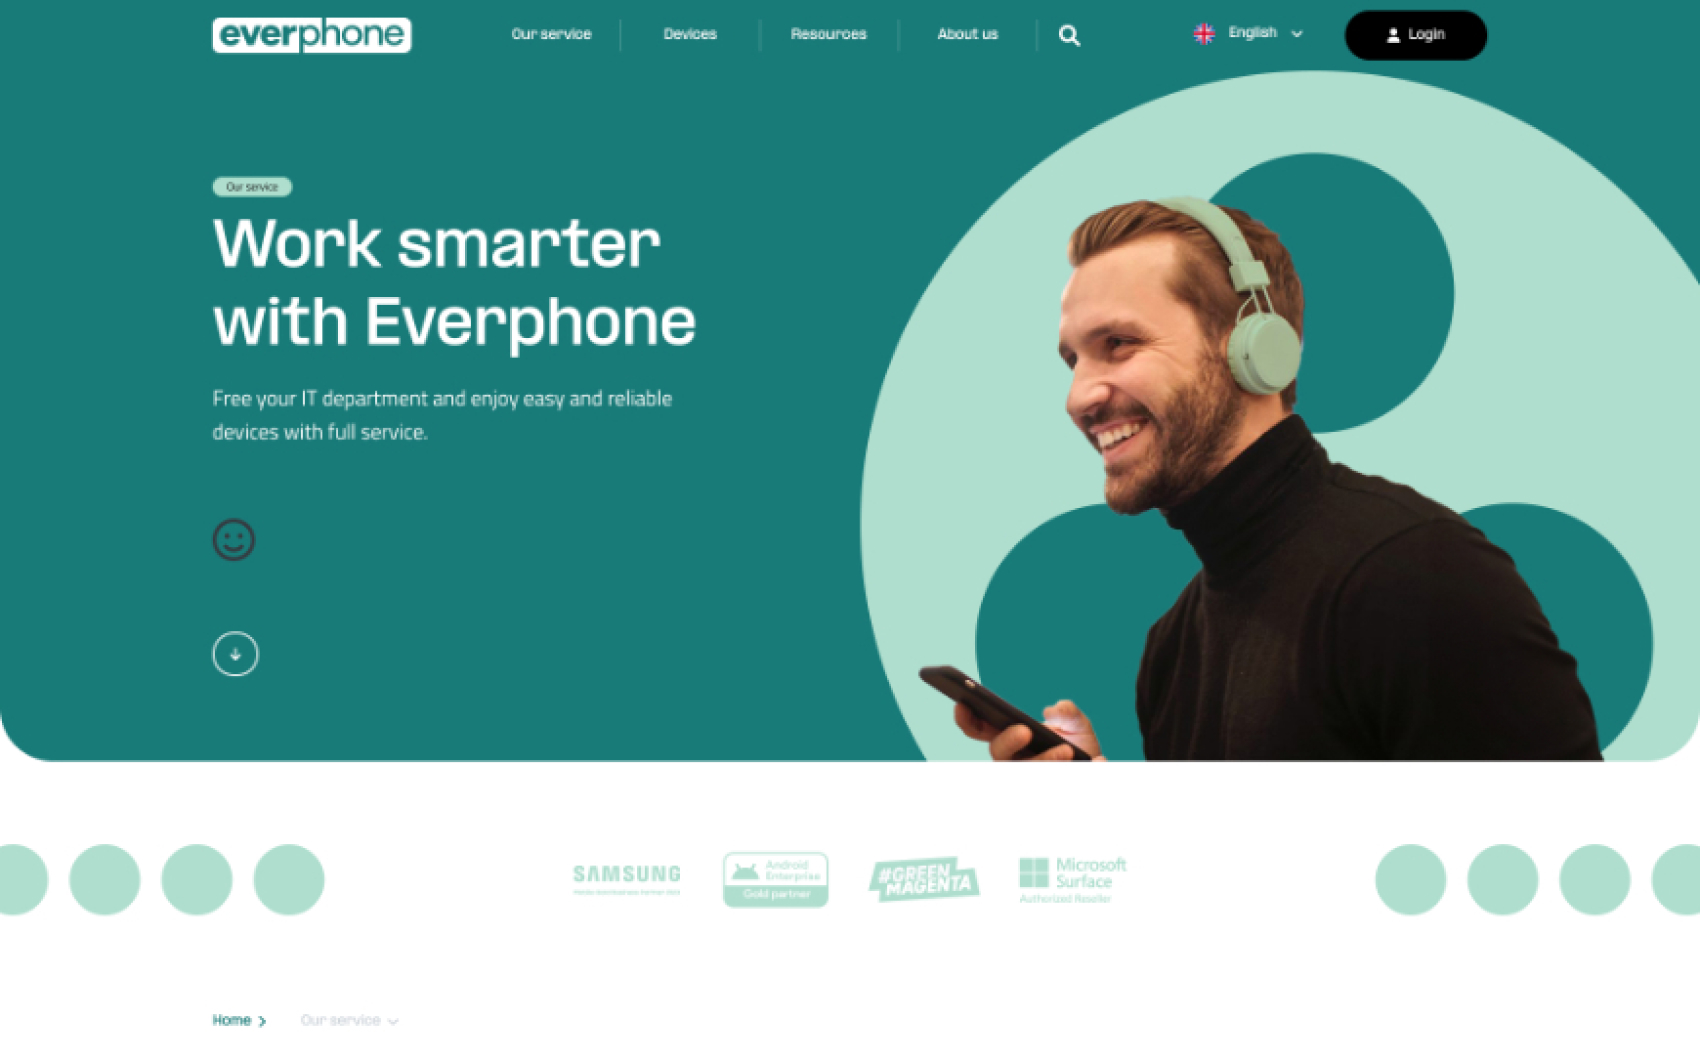 everphone
Our service
Devices
Resources
About us
English
Login
Our service
Work smarter
with Everphone
Free your IT department and enjoy easy and reliable
devices with full service.
SAMSUNG
Android
Enterprise
Gold partner
#GREEN
MAGENTA
Microsoft
Surface
Authorized Reseller
Home
Our service